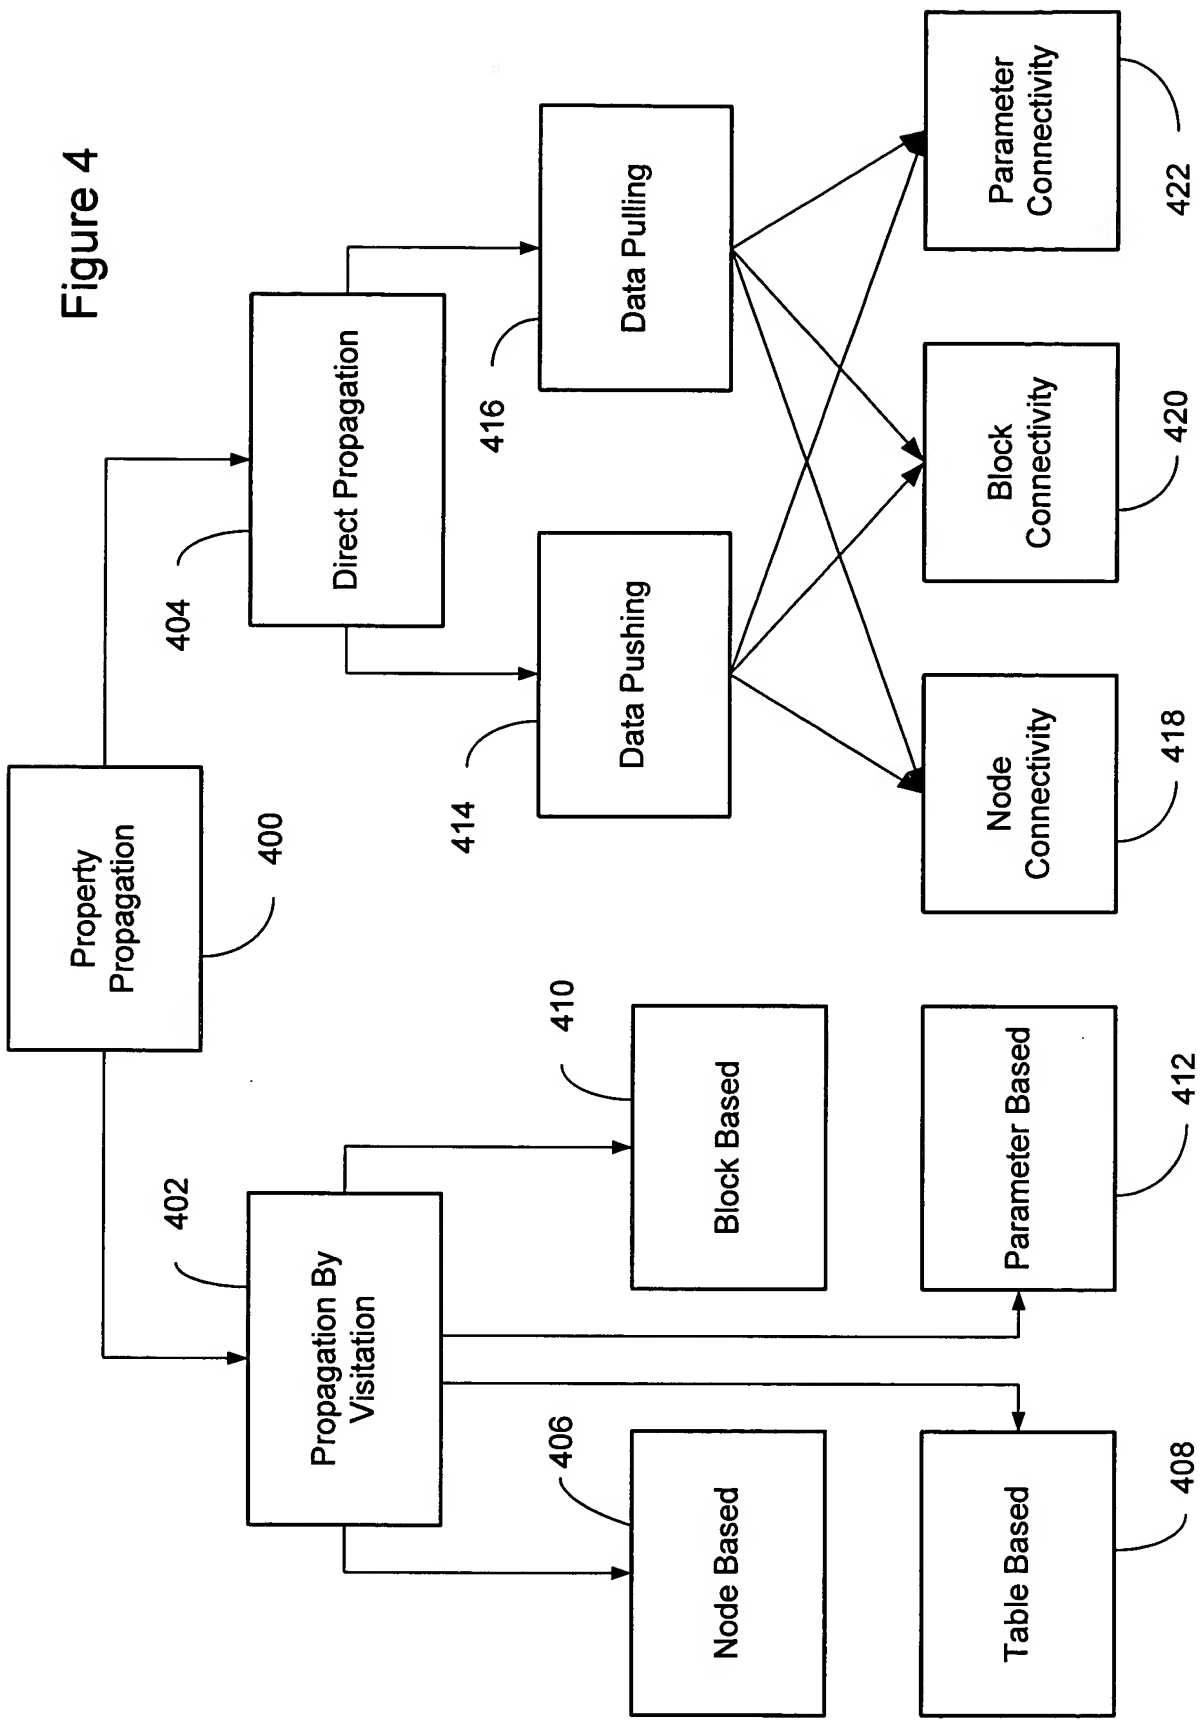 Figure 4
Property
Propagation
400
Propagation By
Visitation
402
Direct Propagation
404
Node Based
406
Block Based
410
Data Pushing
414
Data Pulling
416
Table Based
408
Parameter Based
412
Node
Connectivity
418
Block
Connectivity
420
Parameter
Connectivity
422